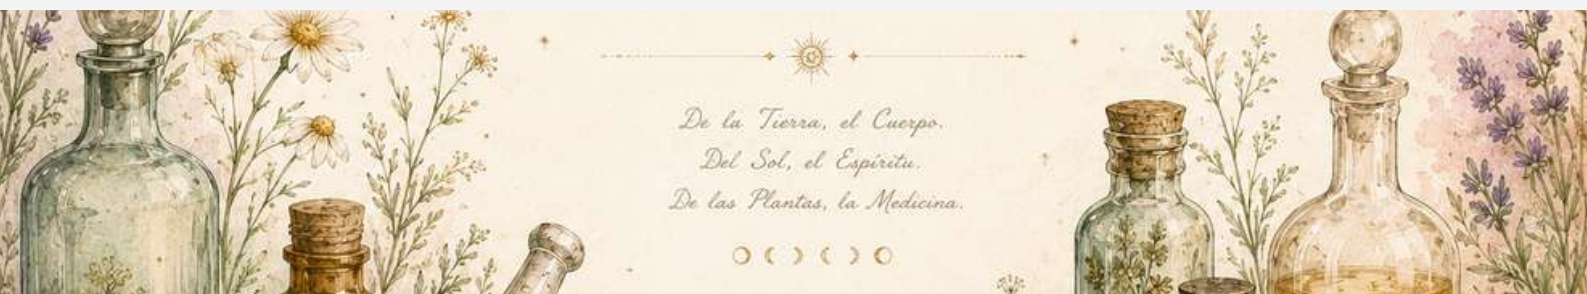 De la Tierra, el Cuerpo.
Del Sol, el Espíritu.
De las Plantas, la Medicina.